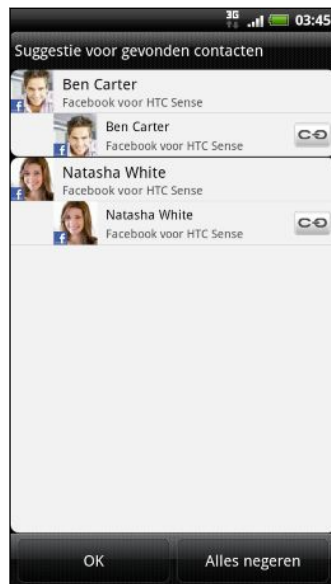 3G 03:45
Suggestie voor gevonden contacten
Ben Carter
Facebook voor HTC Sense
Ben Carter
Facebook voor HTC Sense
Natasha White
Facebook voor HTC Sense
Natasha White
Facebook voor HTC Sense
OK Alles negeren